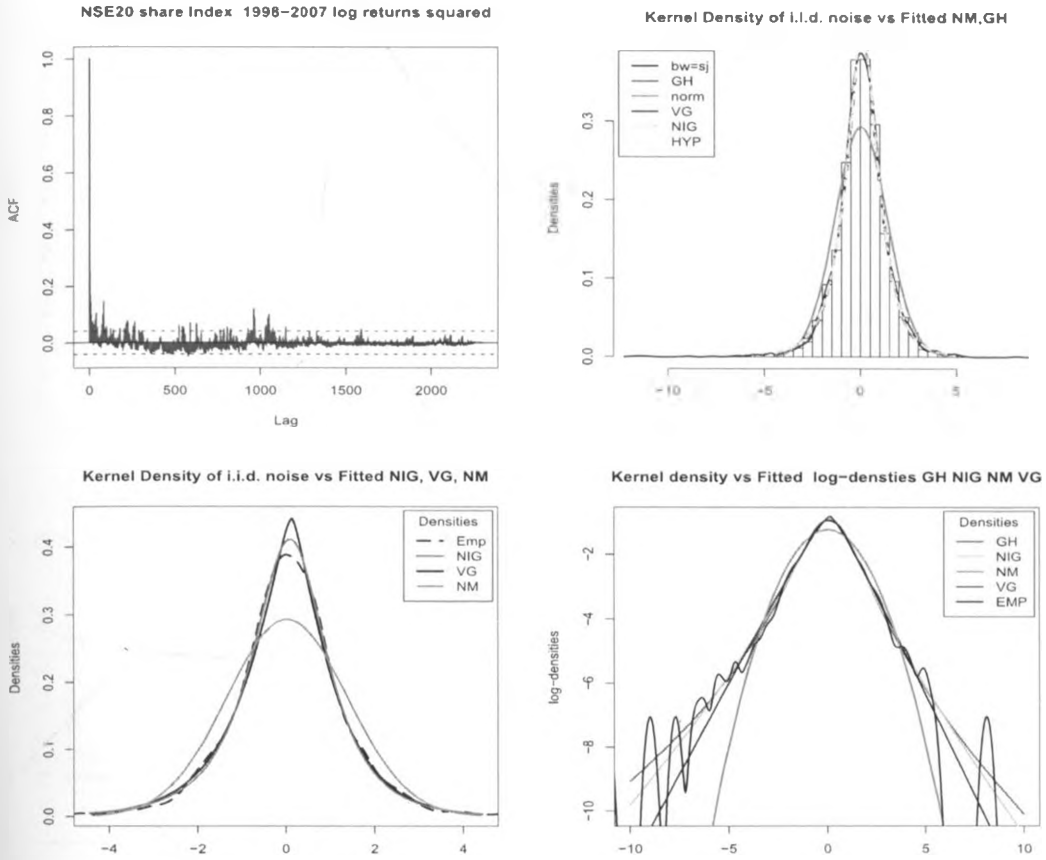 NSE20 share Index 1998-2007 log returns squared
ACF
1.0
0.8
0.6
0.4
0.2
0.0
0
500
1000
1500
2000
Lag
Kernel Density of i.l.d. noise vs Fitted NM,GH
bw=sj
GH
norm
VG
NIG
HYP
Densities
0.3
0.2
0.1
0.0
-10
-5
0
5
Kernel Density of i.i.d. noise vs Fitted NIG, VG, NM
Densities
Emp
NIG
VG
NM
Densities
0.4
0.3
0.2
0.1
0.0
-4
-2
0
2
4
Kernel density vs Fitted log-densties GH NIG NM VG
Densities
GH
NIG
NM
VG
EMP
log-densities
-2
-4
-6
-8
-10
-10
-5
0
5
10